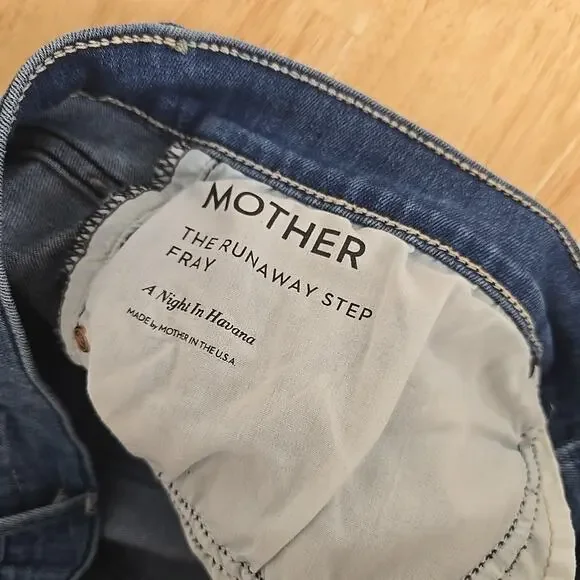 MOTHER
THE RUNAWAY STEP
FRAY
A Night In Havana
MADE by MOTHER IN THE U.S.A.